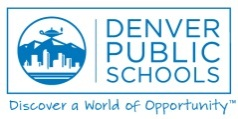 DENVER
PUBLIC
SCHOOLS
Discover a World of Opportunity™